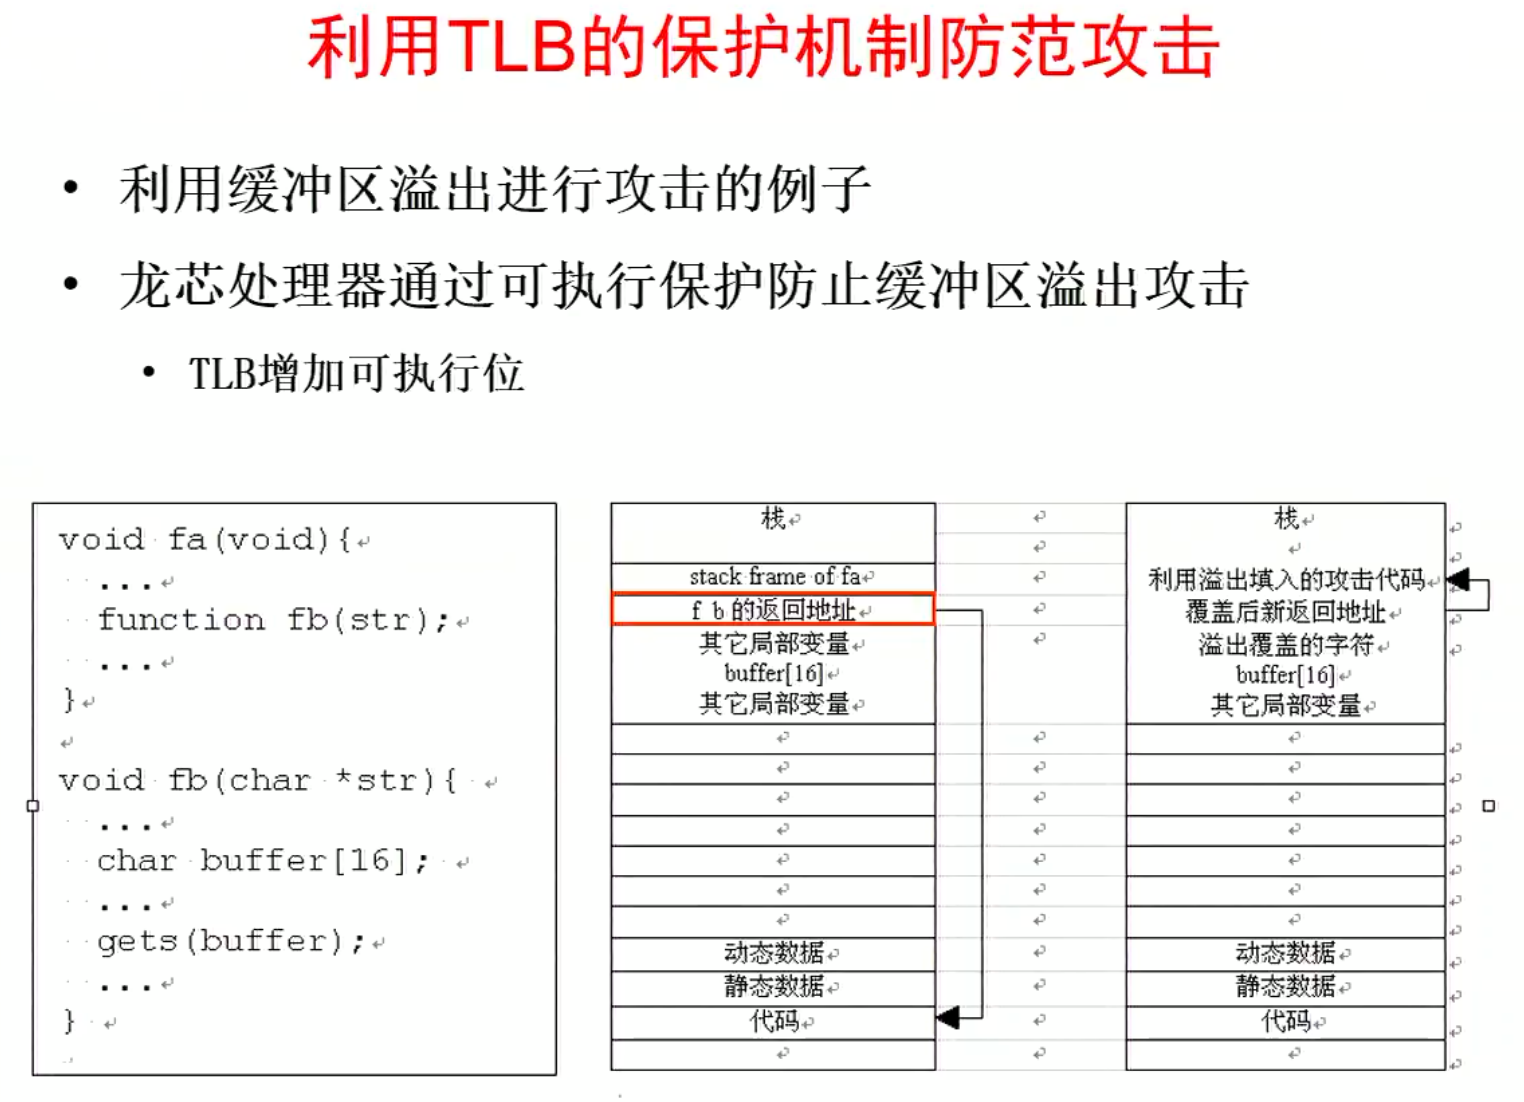 利用TLB的保护机制防范攻击
• 利用缓冲区溢出进行攻击的例子
• 龙芯处理器通过可执行保护防止缓冲区溢出攻击
• TLB增加可执行位
void fa(void){
...
function fb(str);
...
}
void fb(char *str){
...
char buffer[16];
...
gets(buffer);
...
}
栈
stack frame of fa
f b 的返回地址
其它局部变量
buffer[16]
其它局部变量
动态数据
静态数据
代码
栈
利用溢出填入的攻击代码
覆盖后新返回地址
溢出覆盖的字符
buffer[16]
其它局部变量
动态数据
静态数据
代码